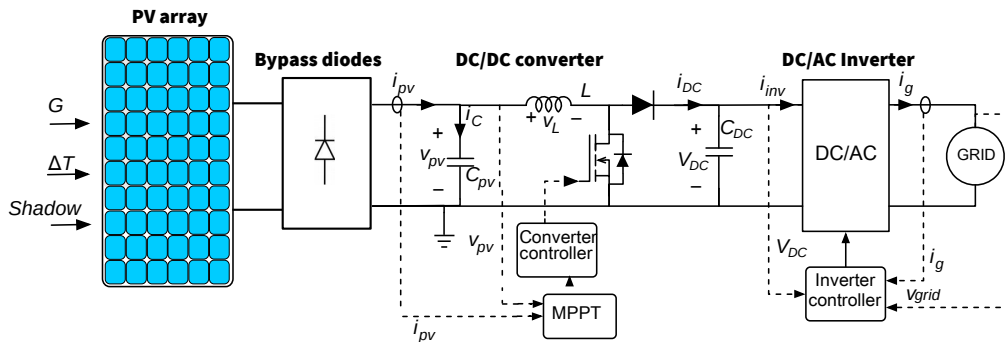 PV array
Bypass diodes
DC/DC converter
DC/AC Inverter
G
ΔT
Shadow
i_pv
i_C
+
v_pv
−
C_pv
L
+ v_L −
i_DC
+
V_DC
−
C_DC
i_inv
DC/AC
i_g
GRID
v_pv
i_pv
Converter
controller
MPPT
V_DC
Inverter
controller
i_g
v_grid